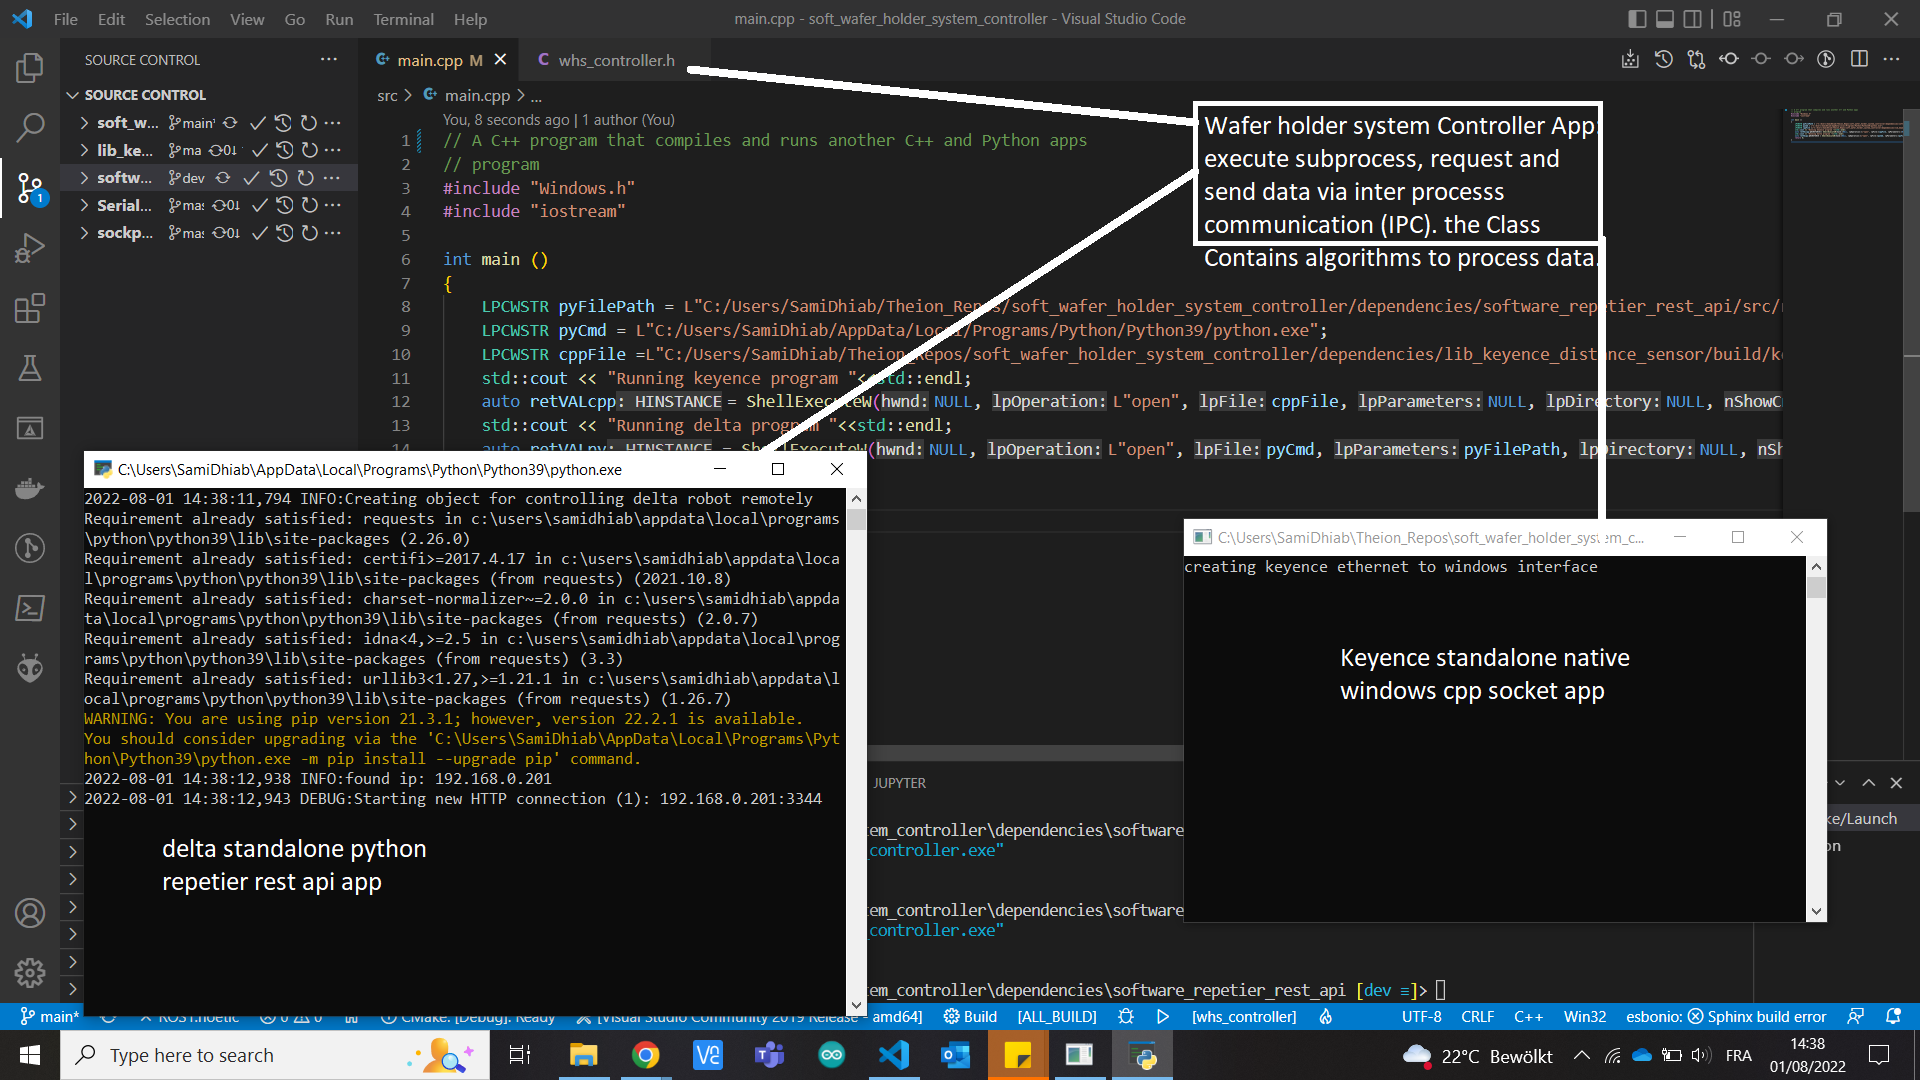 File Edit Selection View Go Run Terminal Help
main.cpp - soft_wafer_holder_system_controller - Visual Studio Code
SOURCE CONTROL
SOURCE CONTROL
soft_w... main*
lib_ke... ma 0↓
softw... dev
Serial... mas 0↓
sockp... mas 0↓
main.cpp M
whs_controller.h
src > main.cpp > ...
You, 8 seconds ago | 1 author (You)
1 // A C++ program that compiles and runs another C++ and Python apps
2 // program
3 #include "Windows.h"
4 #include "iostream"
5
6 int main ()
7 {
8 LPCWSTR pyFilePath = L"C:/Users/SamiDhiab/Theion_Repos/soft_wafer_holder_system_controller/dependencies/software_repetier_rest_api/src/
9 LPCWSTR pyCmd = L"C:/Users/SamiDhiab/AppData/Local/Programs/Python/Python39/python.exe";
10 LPCWSTR cppFile =L"C:/Users/SamiDhiab/Theion_Repos/soft_wafer_holder_system_controller/dependencies/lib_keyence_distance_sensor/build/k
11 std::cout << "Running keyence program "<<std::endl;
12 auto retVALcpp: HINSTANCE = ShellExecuteW(hwnd: NULL, lpOperation: L"open", lpFile: cppFile, lpParameters: NULL, lpDirectory: NULL, nShowC
13 std::cout << "Running delta program "<<std::endl;
14 auto retVALpy: HINSTANCE = ShellExecuteW(hwnd: NULL, lpOperation: L"open", lpFile: pyCmd, lpParameters: pyFilePath, lpDirectory: NULL, nSh
Wafer holder system Controller App:
execute subprocess, request and
send data via inter processs
communication (IPC). the Class
Contains algorithms to process data.
C:\Users\SamiDhiab\AppData\Local\Programs\Python\Python39\python.exe
2022-08-01 14:38:11,794 INFO:Creating object for controlling delta robot remotely
Requirement already satisfied: requests in c:\users\samidhiab\appdata\local\programs
\python\python39\lib\site-packages (2.26.0)
Requirement already satisfied: certifi>=2017.4.17 in c:\users\samidhiab\appdata\loca
l\programs\python\python39\lib\site-packages (from requests) (2021.10.8)
Requirement already satisfied: charset-normalizer~=2.0.0 in c:\users\samidhiab\appda
ta\local\programs\python\python39\lib\site-packages (from requests) (2.0.7)
Requirement already satisfied: idna<4,>=2.5 in c:\users\samidhiab\appdata\local\prog
rams\python\python39\lib\site-packages (from requests) (3.3)
Requirement already satisfied: urllib3<1.27,>=1.21.1 in c:\users\samidhiab\appdata\l
ocal\programs\python\python39\lib\site-packages (from requests) (1.26.7)
WARNING: You are using pip version 21.3.1; however, version 22.2.1 is available.
You should consider upgrading via the 'C:\Users\SamiDhiab\AppData\Local\Programs\Pyt
hon\Python39\python.exe -m pip install --upgrade pip' command.
2022-08-01 14:38:12,938 INFO:found ip: 192.168.0.201
2022-08-01 14:38:12,943 DEBUG:Starting new HTTP connection (1): 192.168.0.201:3344
delta standalone python
repetier rest api app
C:\Users\SamiDhiab\Theion_Repos\soft_wafer_holder_system_c...
creating keyence ethernet to windows interface
Keyence standalone native
windows cpp socket app
JUPYTER
em_controller\dependencies\software
_controller.exe"
em_controller\dependencies\software
_controller.exe"
em_controller\dependencies\software_repetier_rest_api [dev ≡]>
ke/Launch
on
main* ROS1.noetic 0 0 CMake: [Debug]: Ready [Visual Studio Community 2019 Release - amd64] Build [ALL_BUILD] [whs_controller] UTF-8 CRLF C++ Win32 esbonio: Sphinx build error
Type here to search
22°C Bewölkt
FRA
14:38
01/08/2022